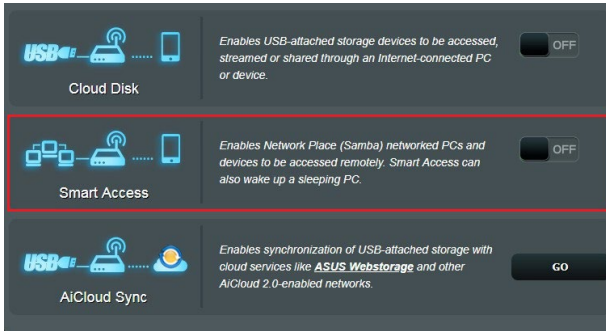 USB
Cloud Disk
Enables USB-attached storage devices to be accessed,
streamed or shared through an Internet-connected PC
or device.
OFF
Smart Access
Enables Network Place (Samba) networked PCs and
devices to be accessed remotely. Smart Access can
also wake up a sleeping PC.
OFF
USB
AiCloud Sync
Enables synchronization of USB-attached storage with
cloud services like ASUS Webstorage and other
AiCloud 2.0-enabled networks.
GO